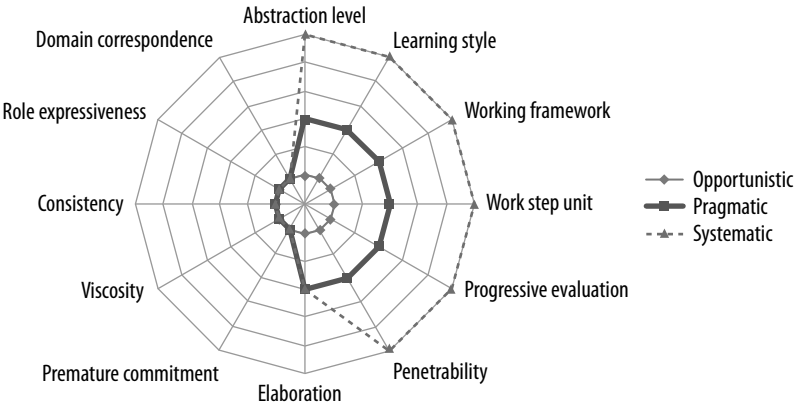 Abstraction level
Domain correspondence
Learning style
Role expressiveness
Working framework
Consistency
Work step unit
Opportunistic
Pragmatic
Systematic
Viscosity
Progressive evaluation
Premature commitment
Penetrability
Elaboration